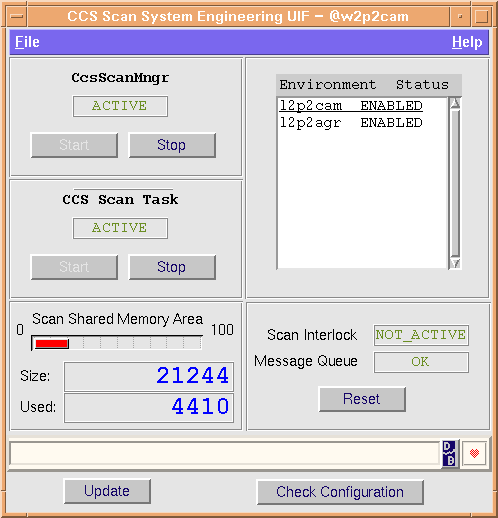 CCS Scan System Engineering UIF - @w2p2cam
File Help
CcsScanMngr
ACTIVE
Start Stop
CCS Scan Task
ACTIVE
Start Stop
Environment Status
l2p2cam ENABLED
l2p2agr ENABLED
Scan Shared Memory Area
0 100
Size: 21244
Used: 4410
Scan Interlock NOT_ACTIVE
Message Queue OK
Reset
D B
Update Check Configuration